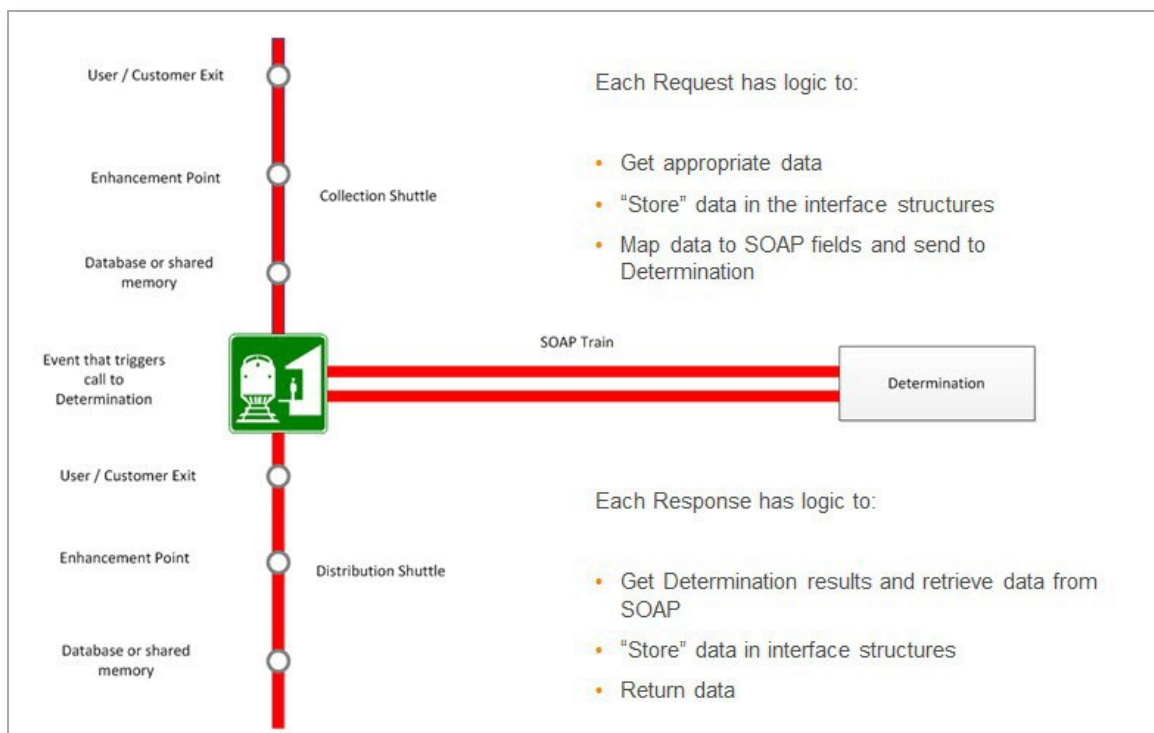 User / Customer Exit
Each Request has logic to:
• Get appropriate data
Enhancement Point
Collection Shuttle
• “Store” data in the interface structures
• Map data to SOAP fields and send to
Determination
Database or shared
memory
Event that triggers
call to
Determination
SOAP Train
Determination
User / Customer Exit
Each Response has logic to:
Enhancement Point
Distribution Shuttle
• Get Determination results and retrieve data from
SOAP
• “Store” data in interface structures
• Return data
Database or shared
memory